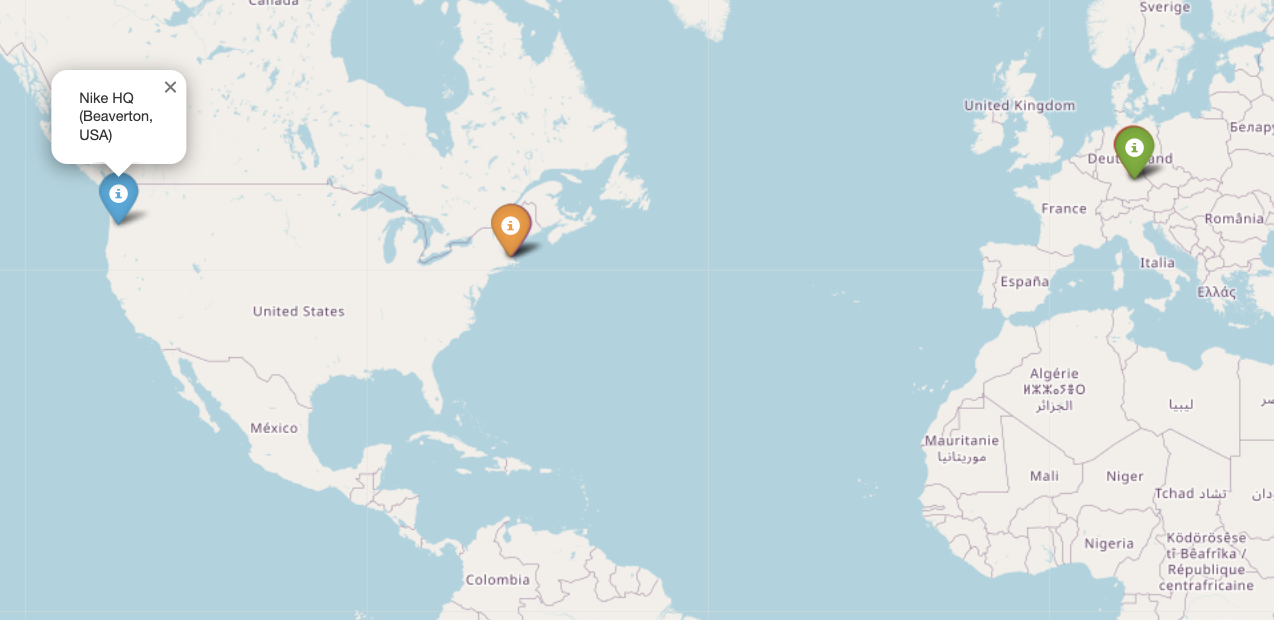 Canada
Sverige
Nike HQ
(Beaverton,
USA)
United Kingdom
Беларус
Deutschland
France
România
Italia
España
Ελλάς
United States
Algérie
ⵍⵣⵣⴰⵢⴻⵔ
الجزائر
ليبيا
México
Mauritanie
موريتانيا
Mali
Niger
Tchad تشاد
Nigeria
Ködörösêse
tî Bêafrîka /
République
centrafricaine
Colombia